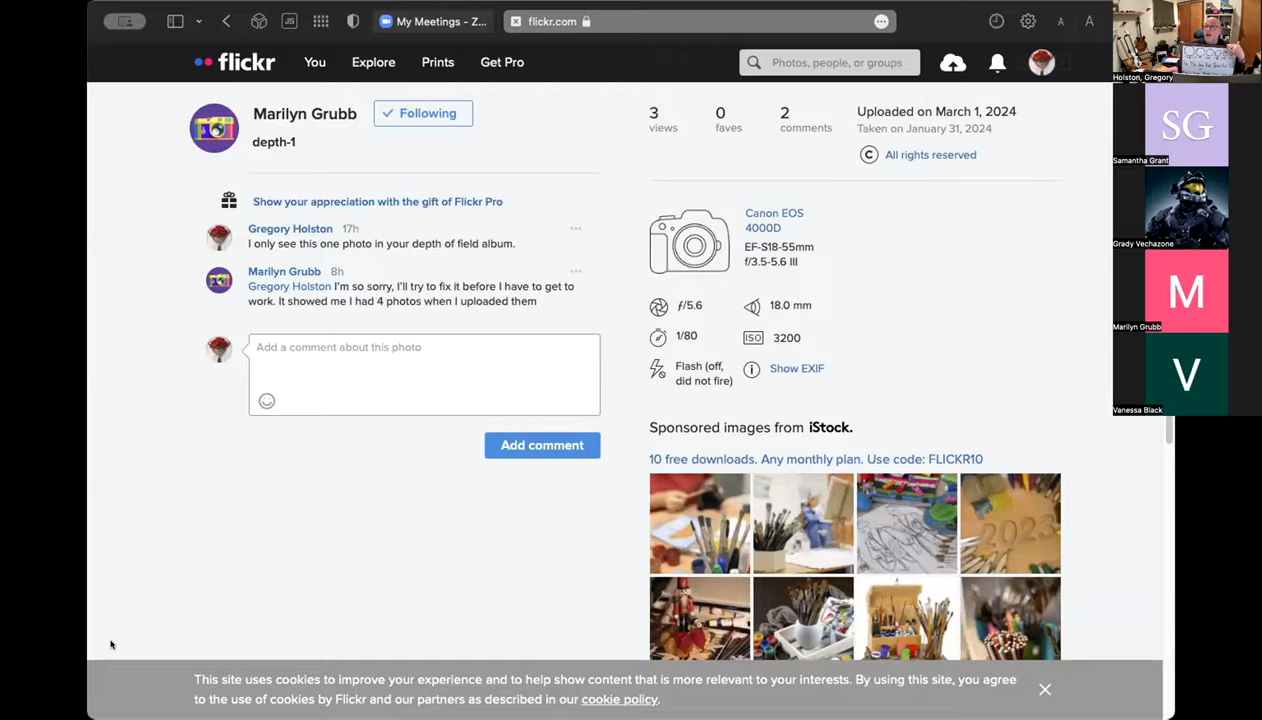 JS
My Meetings - Z...
flickr.com
A
A
flickr
You
Explore
Prints
Get Pro
Photos, people, or groups
Holston, Gregory
Marilyn Grubb
Following
depth-1
3
views
0
faves
2
comments
Uploaded on March 1, 2024
Taken on January 31, 2024
All rights reserved
SG
Samantha Grant
Show your appreciation with the gift of Flickr Pro
Gregory Holston 17h
I only see this one photo in your depth of field album.
Marilyn Grubb 8h
Gregory Holston I'm so sorry, I'll try to fix it before I have to get to
work. It showed me I had 4 photos when I uploaded them
Add a comment about this photo
Add comment
Canon EOS
4000D
EF-S18-55mm
f/3.5-5.6 III
ƒ/5.6
18.0 mm
1/80
ISO
3200
Flash (off,
did not fire)
Show EXIF
Grady Vechazone
M
Marilyn Grubb
V
Vanessa Black
Sponsored images from iStock.
10 free downloads. Any monthly plan. Use code: FLICKR10
2023
This site uses cookies to improve your experience and to help show content that is more relevant to your interests. By using this site, you agree
to the use of cookies by Flickr and our partners as described in our cookie policy.